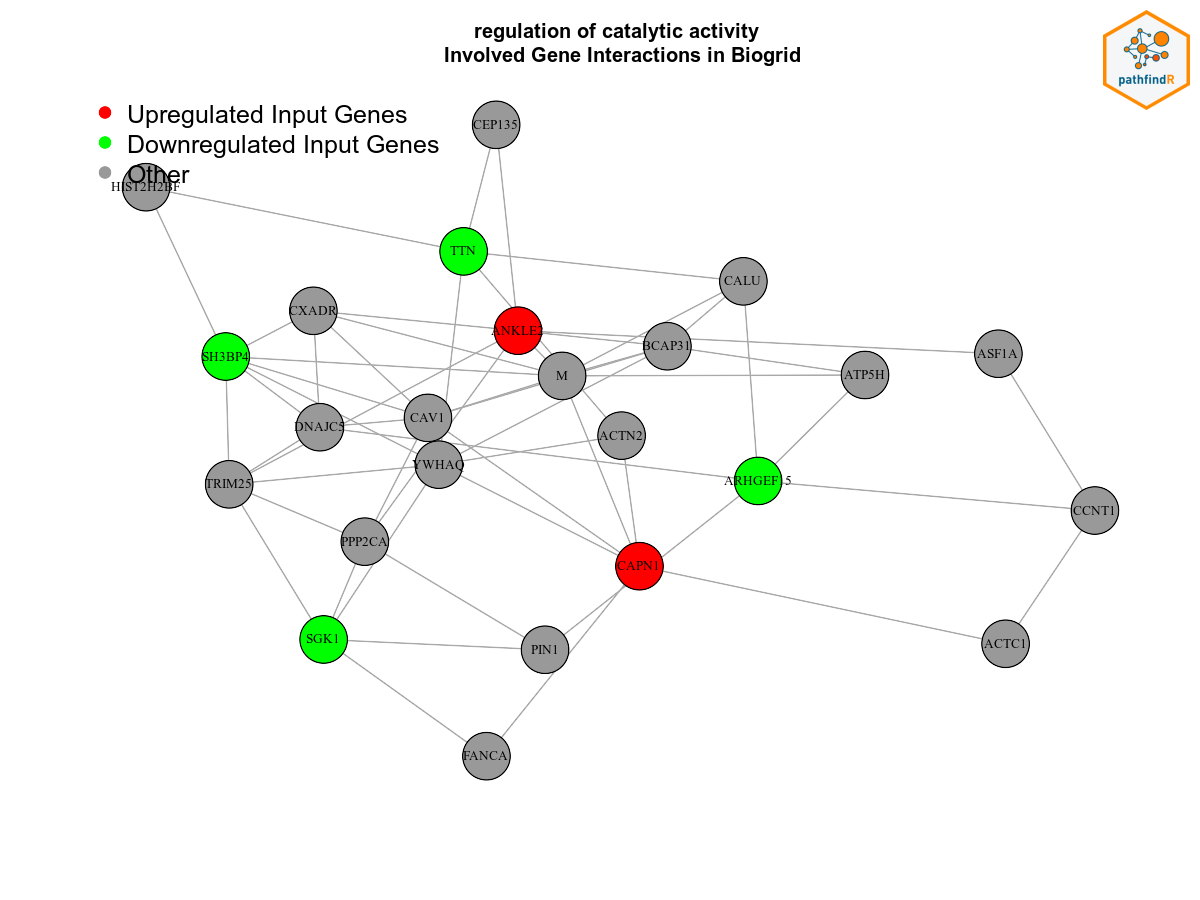 regulation of catalytic activity
Involved Gene Interactions in Biogrid
pathfindR
Upregulated Input Genes
Downregulated Input Genes
Other
CEP135
HIST2H2BF
TTN
CALU
CXADR
ANKLE2
BCAP31
ASF1A
SH3BP4
M
ATP5H
CAV1
DNAJC5
ACTN2
YWHAQ
TRIM25
ARHGEF15
CCNT1
PPP2CA
CAPN1
SGK1
PIN1
ACTC1
FANCA